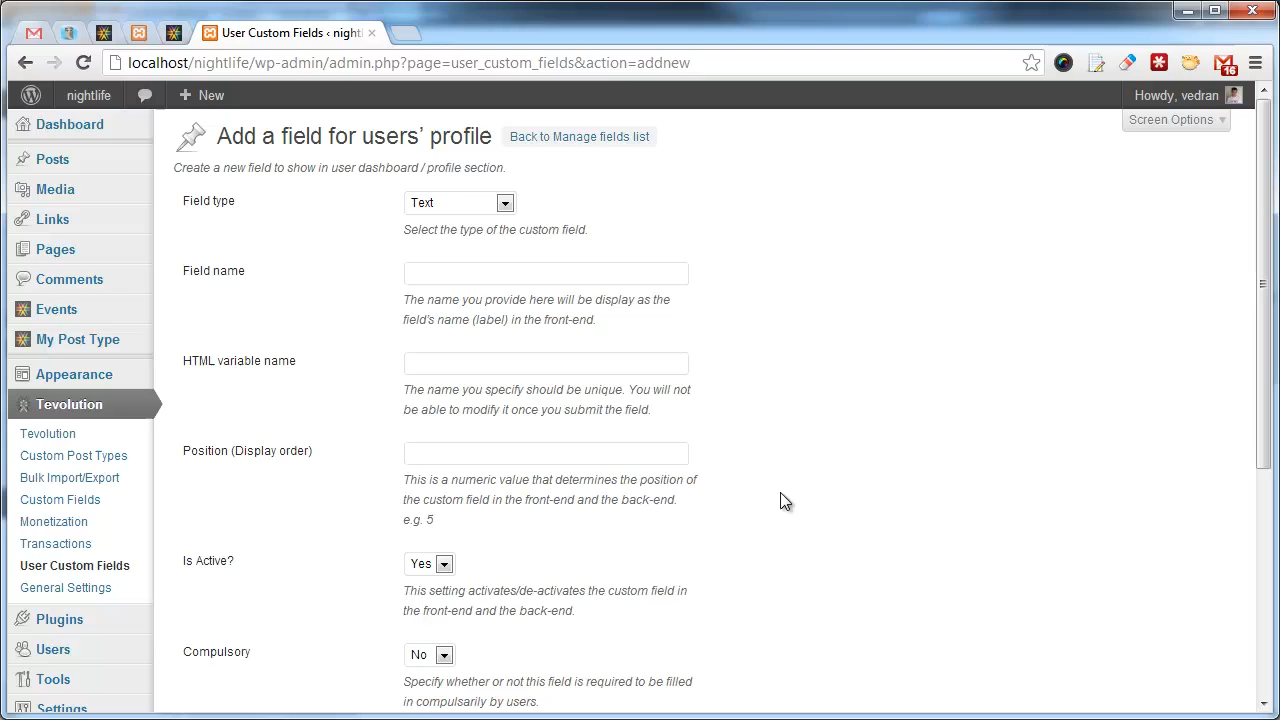 User Custom Fields ‹ nightl
localhost/nightlife/wp-admin/admin.php?page=user_custom_fields&action=addnew
16
nightlife
+ New
Howdy, vedran
Screen Options
Dashboard
Posts
Media
Links
Pages
Comments
Events
My Post Type
Appearance
Tevolution
Tevolution
Custom Post Types
Bulk Import/Export
Custom Fields
Monetization
Transactions
User Custom Fields
General Settings
Plugins
Users
Tools
Settings
Add a field for users’ profile
Back to Manage fields list
Create a new field to show in user dashboard / profile section.
Field type
Text
Select the type of the custom field.
Field name
The name you provide here will be display as the
field's name (label) in the front-end.
HTML variable name
The name you specify should be unique. You will not
be able to modify it once you submit the field.
Position (Display order)
This is a numeric value that determines the position of
the custom field in the front-end and the back-end.
e.g. 5
Is Active?
Yes
This setting activates/de-activates the custom field in
the front-end and the back-end.
Compulsory
No
Specify whether or not this field is required to be filled
in compulsarily by users.